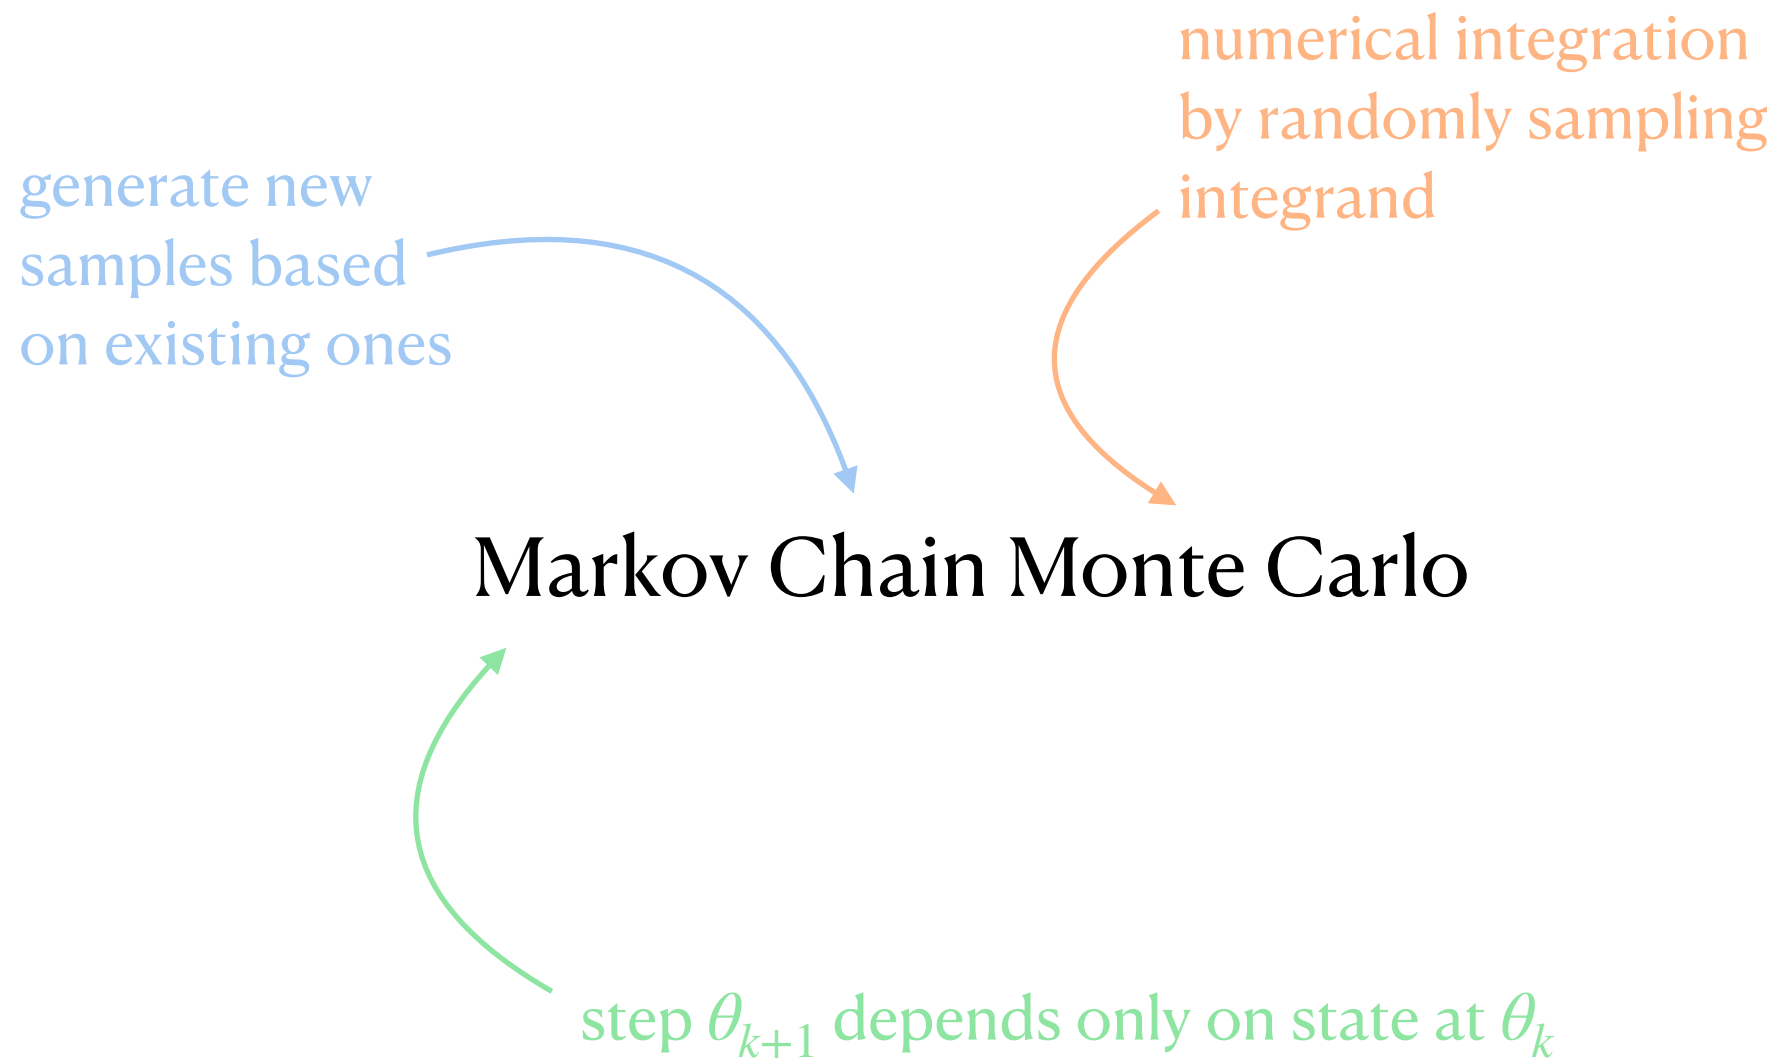 numerical integration
by randomly sampling
integrand
generate new
samples based
on existing ones
Markov Chain Monte Carlo
step θ_{k+1} depends only on state at θ_k